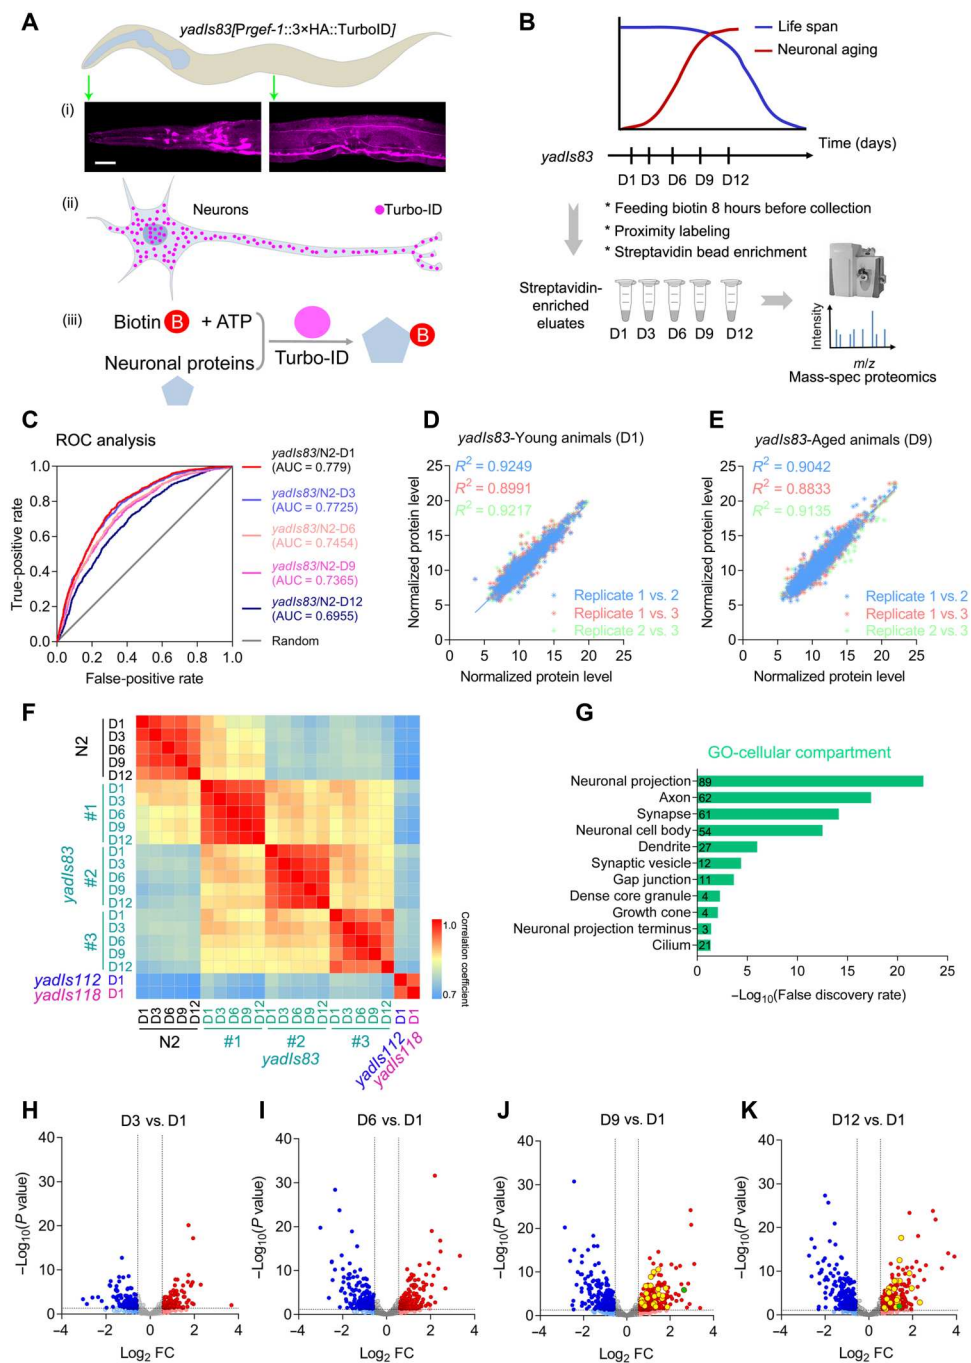 A
yadIs83[Prgef-1::3×HA::TurboID]
(i)
(ii)
Neurons
Turbo-ID
(iii)
Biotin B + ATP
Neuronal proteins
Turbo-ID
B
B
Life span
Neuronal aging
Time (days)
yadIs83
D1 D3 D6 D9 D12
* Feeding biotin 8 hours before collection
* Proximity labeling
* Streptavidin bead enrichment
Streptavidin-
enriched
eluates
D1 D3 D6 D9 D12
Intensity
m/z
Mass-spec proteomics
C
ROC analysis
True-positive rate
1.0
0.8
0.6
0.4
0.2
0.0
0.0 0.2 0.4 0.6 0.8 1.0
False-positive rate
yadIs83/N2-D1
(AUC = 0.779)
yadIs83/N2-D3
(AUC = 0.7725)
yadIs83/N2-D6
(AUC = 0.7454)
yadIs83/N2-D9
(AUC = 0.7365)
yadIs83/N2-D12
(AUC = 0.6955)
Random
D
yadIs83-Young animals (D1)
Normalized protein level
25
20
15
10
5
0
R² = 0.9249
R² = 0.8991
R² = 0.9217
Replicate 1 vs. 2
Replicate 1 vs. 3
Replicate 2 vs. 3
0 5 10 15 20 25
Normalized protein level
E
yadIs83-Aged animals (D9)
Normalized protein level
25
20
15
10
5
0
R² = 0.9042
R² = 0.8833
R² = 0.9135
Replicate 1 vs. 2
Replicate 1 vs. 3
Replicate 2 vs. 3
0 5 10 15 20 25
Normalized protein level
F
N2
D1
D3
D6
D9
D12
yadIs83
#1
D1
D3
D6
D9
D12
#2
D1
D3
D6
D9
D12
#3
D1
D3
D6
D9
D12
yadIs112 D1
yadIs118 D1
D1 D3 D6 D9 D12 D1 D3 D6 D9 D12 D1 D3 D6 D9 D12 D1 D3 D6 D9 D12 D1 D1
N2 #1 #2 #3
yadIs83
yadIs112
yadIs118
1.0
0.7
Correlation coefficient
G
GO-cellular compartment
Neuronal projection 89
Axon 62
Synapse 61
Neuronal cell body 54
Dendrite 27
Synaptic vesicle 12
Gap junction 11
Dense core granule 4
Growth cone 4
Neuronal projection terminus 3
Cilium 21
0 5 10 15 20 25
−Log10(False discovery rate)
H
D3 vs. D1
−Log10(P value)
40
30
20
10
0
−4 −2 0 2 4
Log2 FC
I
D6 vs. D1
−Log10(P value)
40
30
20
10
0
−4 −2 0 2 4
Log2 FC
J
D9 vs. D1
−Log10(P value)
40
30
20
10
0
−4 −2 0 2 4
Log2 FC
K
D12 vs. D1
−Log10(P value)
40
30
20
10
0
−4 −2 0 2 4
Log2 FC